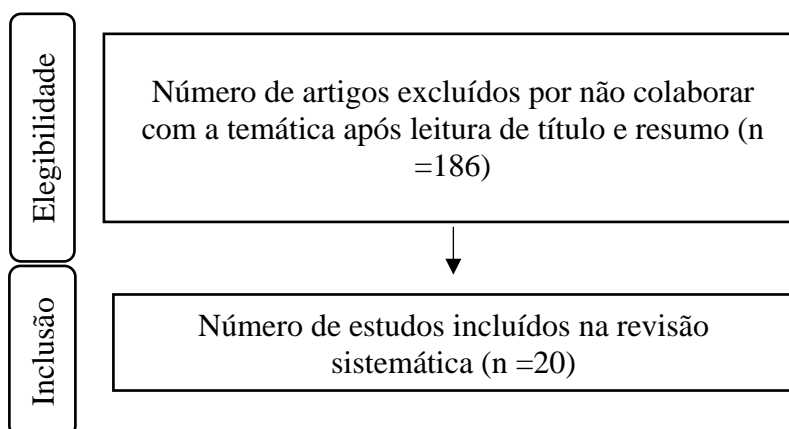 Elegibilidade
Número de artigos excluídos por não colaborar
com a temática após leitura de título e resumo (n
=186)
Inclusão
Número de estudos incluídos na revisão
sistemática (n =20)